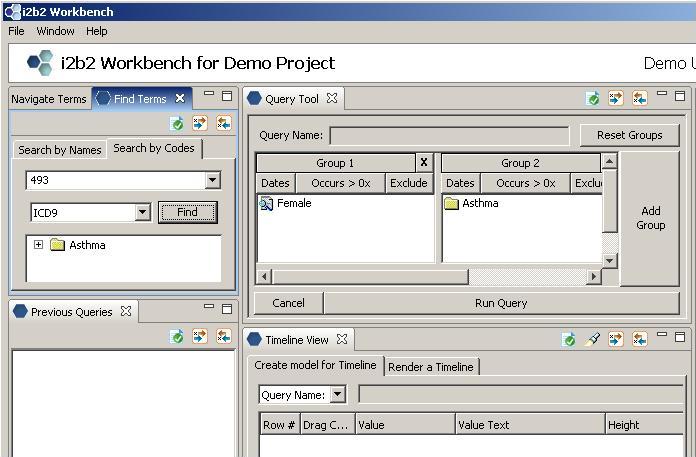 i2b2 Workbench
File Window Help
i2b2 Workbench for Demo Project
Demo U
Navigate Terms
Find Terms
Search by Names
Search by Codes
493
ICD9
Find
Asthma
Previous Queries
Query Tool
Query Name:
Reset Groups
Group 1
X
Group 2
Dates
Occurs > 0x
Exclude
Dates
Occurs > 0x
Exclu
Female
Asthma
Add
Group
Cancel
Run Query
Timeline View
Create model for Timeline
Render a Timeline
Query Name:
Row #
Drag C...
Value
Value Text
Height